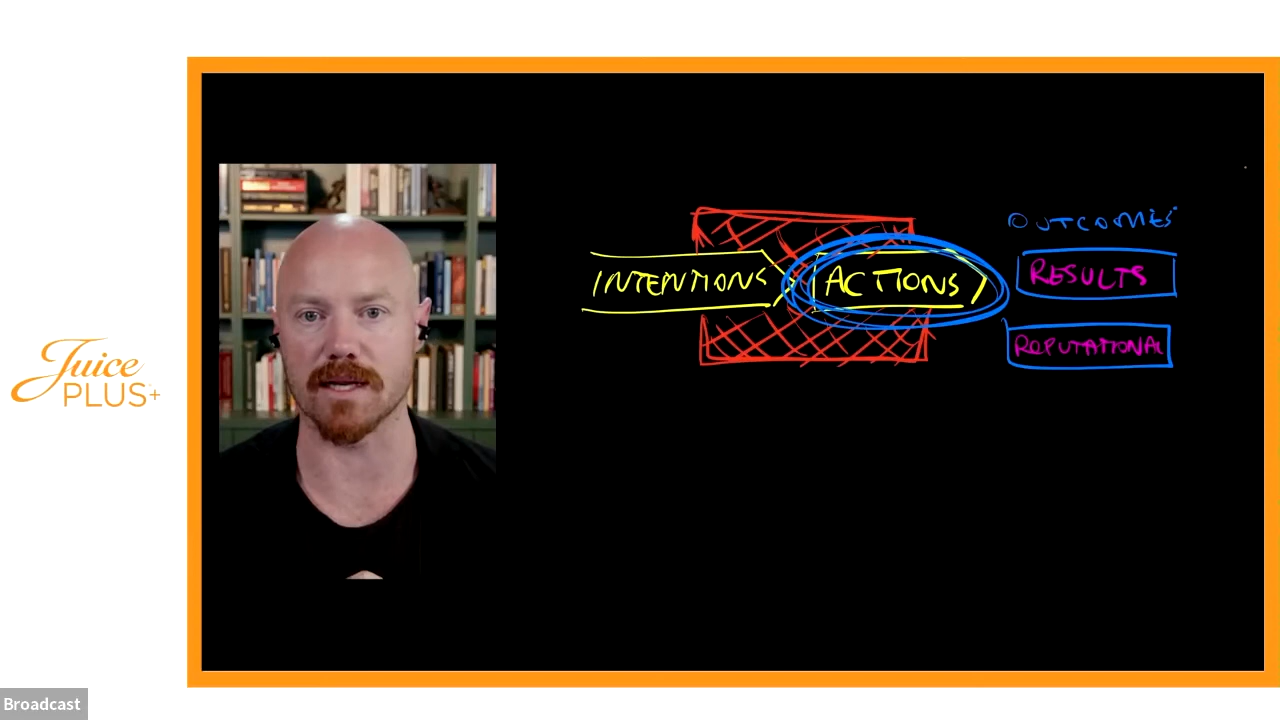 Juice
PLUS+
OUTCOMES
INTENTIONS
ACTIONS
RESULTS
REPUTATIONAL
Broadcast